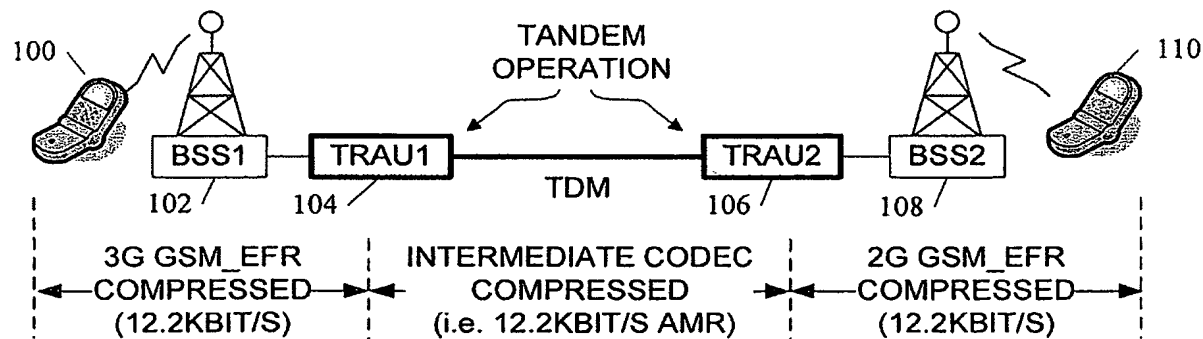 100
TANDEM
OPERATION
110
BSS1
TRAU1
TRAU2
BSS2
TDM
102
104
106
108
3G GSM_EFR
COMPRESSED
(12.2KBIT/S)
INTERMEDIATE CODEC
COMPRESSED
(i.e. 12.2KBIT/S AMR)
2G GSM_EFR
COMPRESSED
(12.2KBIT/S)